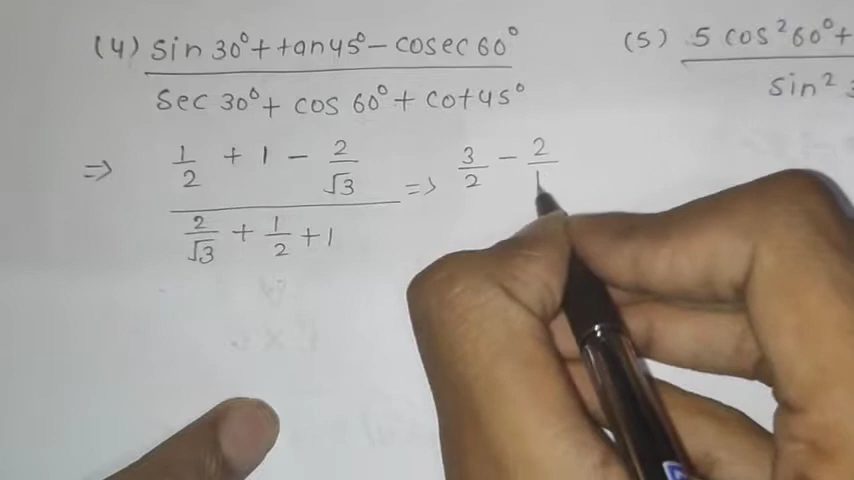 (4) sin 30° + tan 45° - cosec 60°
sec 30° + cos 60° + cot 45°
(5) 5 cos² 60° +
sin²
⇒ 1/2 + 1 - 2/√3
2/√3 + 1/2 + 1
⇒ 3/2 - 2/